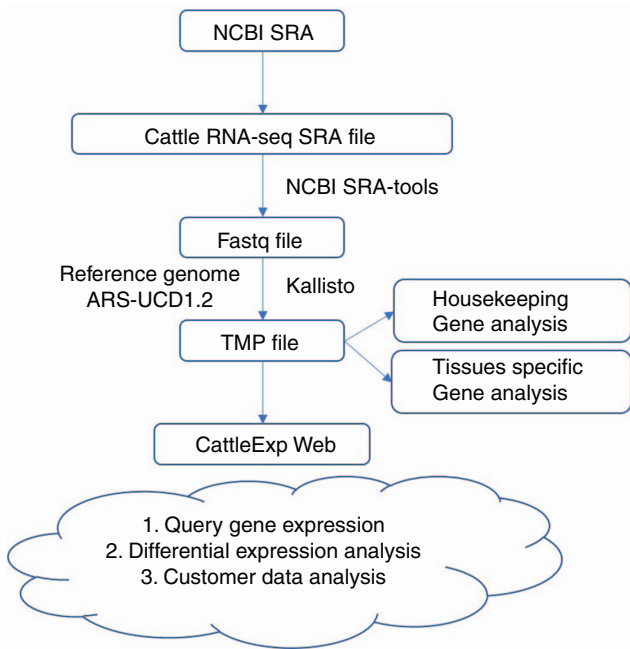 NCBI SRA
Cattle RNA-seq SRA file
NCBI SRA-tools
Fastq file
Reference genome
ARS-UCD1.2
Kallisto
TMP file
Housekeeping
Gene analysis
Tissues specific
Gene analysis
CattleExp Web
1. Query gene expression
2. Differential expression analysis
3. Customer data analysis